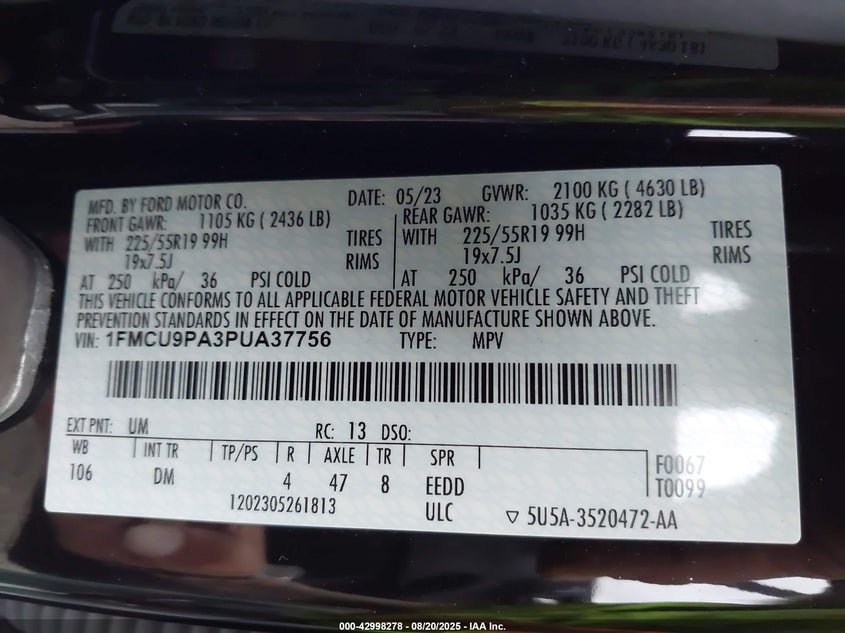 2100 KG ( 4630 LB)
MFD. BY FORD MOTOR CO. DATE: 05/23 GVWR: 2100 KG ( 4630 LB)
FRONT GAWR: 1105 KG ( 2436 LB) REAR GAWR: 1035 KG ( 2282 LB)
WITH 225/55R19 99H TIRES WITH 225/55R19 99H TIRES
19x7.5J RIMS 19x7.5J RIMS
AT 250 kPa/ 36 PSI COLD AT 250 kPa/ 36 PSI COLD
THIS VEHICLE CONFORMS TO ALL APPLICABLE FEDERAL MOTOR VEHICLE SAFETY AND THEFT
PREVENTION STANDARDS IN EFFECT ON THE DATE OF MANUFACTURE SHOWN ABOVE.
VIN: 1FMCU9PA3PUA37756 TYPE: MPV
EXT PNT: UM RC: 13 DSO:
WB INT TR TP/PS R AXLE TR SPR F0067
106 DM 4 47 8 EEDD T0099
1202305261813 ULC ▽ 5U5A-3520472-AA
000-42998278 - 08/20/2025 - IAA Inc.